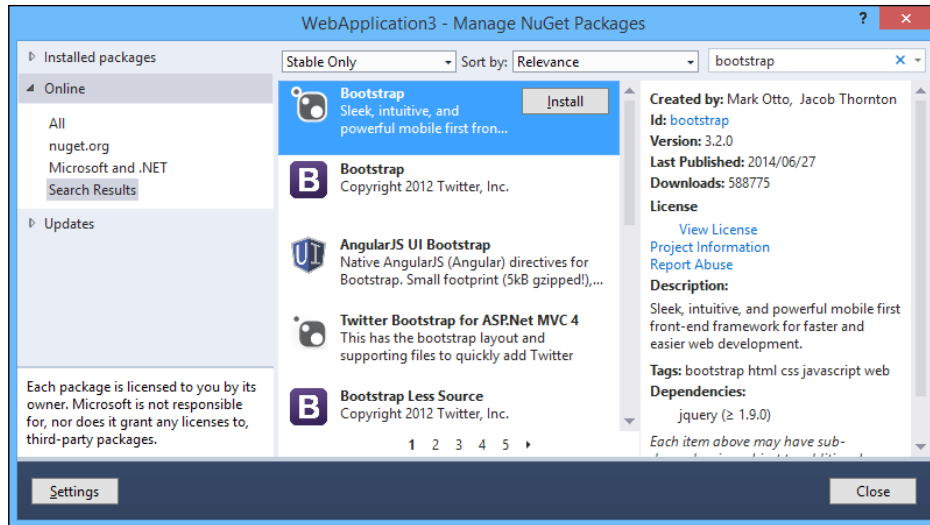 WebApplication3 - Manage NuGet Packages
?
Installed packages
Online
All
nuget.org
Microsoft and .NET
Search Results
Updates
Each package is licensed to you by its
owner. Microsoft is not responsible
for, nor does it grant any licenses to,
third-party packages.
Stable Only
Sort by:
Relevance
bootstrap
Bootstrap
Sleek, intuitive, and
powerful mobile first fron...
Install
B
Bootstrap
Copyright 2012 Twitter, Inc.
UI
AngularJS UI Bootstrap
Native AngularJS (Angular) directives for
Bootstrap. Small footprint (5kB gzipped!),...
Twitter Bootstrap for ASP.Net MVC 4
This has the bootstrap layout and
supporting files to quickly add Twitter
B
Bootstrap Less Source
Copyright 2012 Twitter, Inc.
1 2 3 4 5
Created by: Mark Otto, Jacob Thornton
Id: bootstrap
Version: 3.2.0
Last Published: 2014/06/27
Downloads: 588775
License
View License
Project Information
Report Abuse
Description:
Sleek, intuitive, and powerful mobile first
front-end framework for faster and
easier web development.
Tags: bootstrap html css javascript web
Dependencies:
jquery (≥ 1.9.0)
Each item above may have sub-
Settings
Close